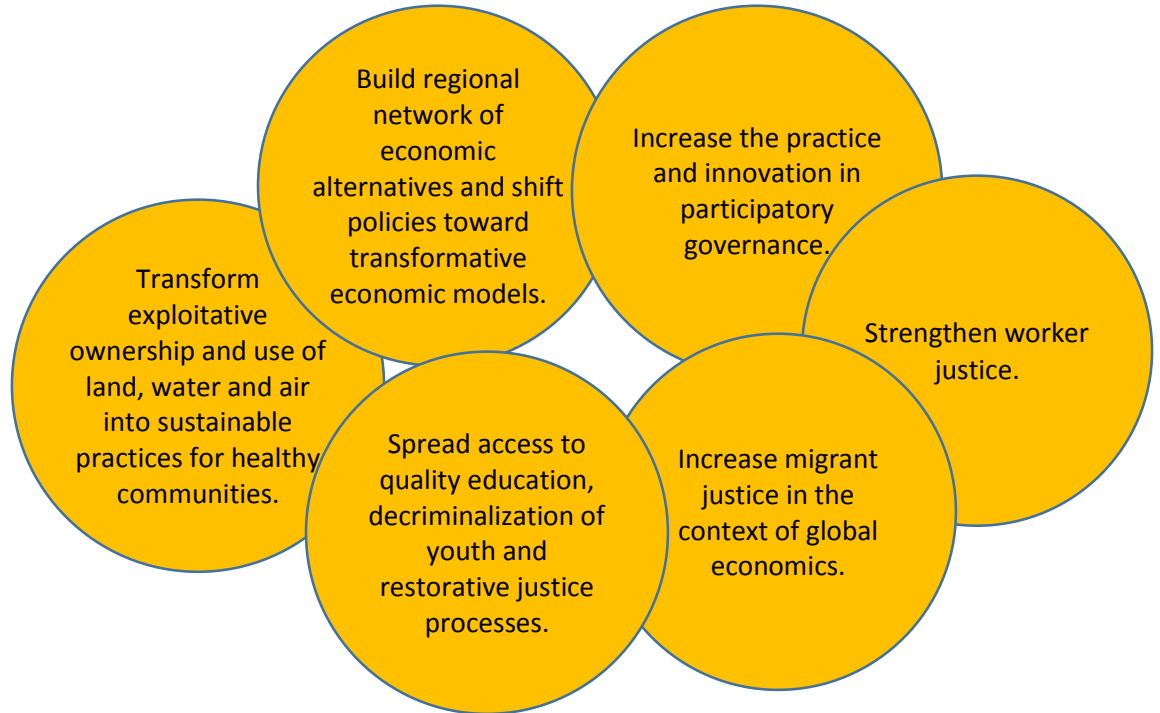 Build regional
network of
economic
alternatives and shift
policies toward
transformative
economic models.
Increase the practice
and innovation in
participatory
governance.
Transform
exploitative
ownership and use of
land, water and air
into sustainable
practices for healthy
communities.
Strengthen worker
justice.
Spread access to
quality education,
decriminalization of
youth and
restorative justice
processes.
Increase migrant
justice in the
context of global
economics.